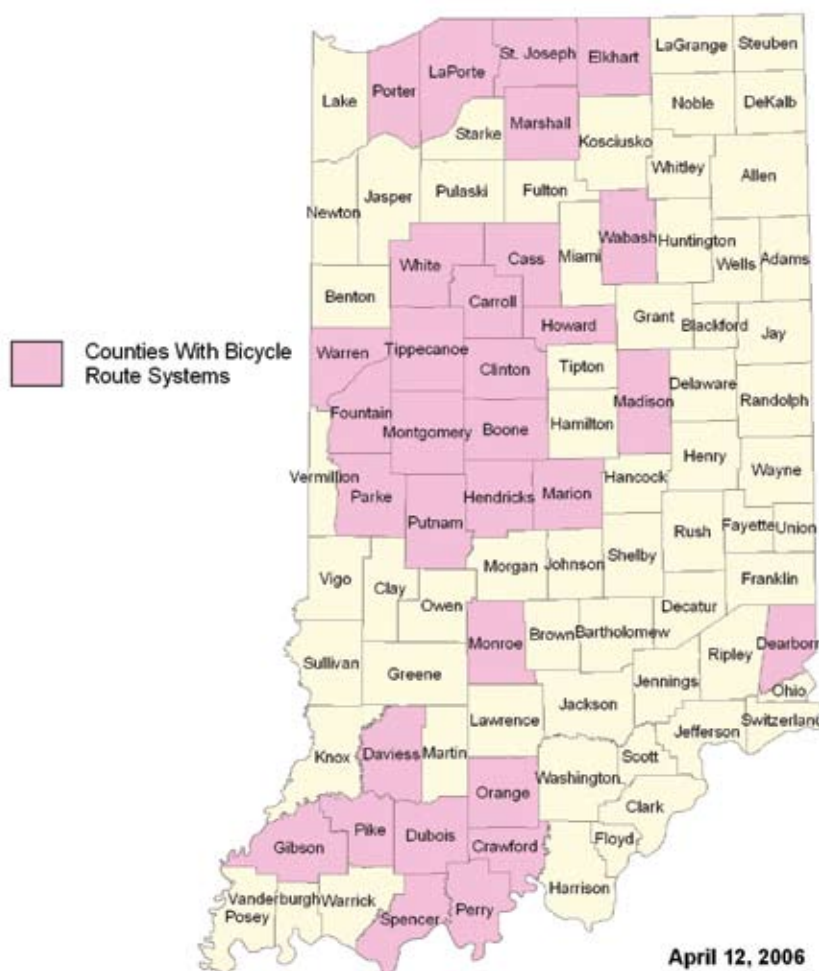 St. Joseph
Elkhart
LaGrange
Steuben
LaPorte
Porter
Lake
Noble
DeKalb
Marshall
Starke
Kosciusko
Whitley
Allen
Jasper
Pulaski
Fulton
Newton
Wabash
Huntington
Miami
White
Cass
Wells
Adams
Benton
Carroll
Grant
Blackford
Howard
Jay
Counties With Bicycle
Route Systems
Warren
Tippecanoe
Clinton
Tipton
Delaware
Madison
Randolph
Fountain
Montgomery
Boone
Hamilton
Henry
Wayne
Vermillion
Hancock
Parke
Hendricks
Marion
Putnam
Rush
Fayette
Union
Shelby
Morgan
Johnson
Vigo
Clay
Franklin
Owen
Decatur
Monroe
Brown
Bartholomew
Dearborn
Ripley
Sullivan
Greene
Jennings
Ohio
Jackson
Lawrence
Switzerland
Jefferson
Knox
Daviess
Martin
Scott
Washington
Orange
Clark
Pike
Dubois
Gibson
Crawford
Floyd
Harrison
Vanderburgh
Warrick
Posey
Spencer
Perry
April 12, 2006